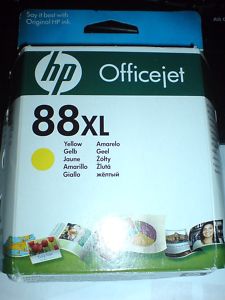 Say it best with
Original HP ink
hp
Officejet
88XL
Yellow Amarelo
Gelb Geel
Jaune Żółty
Amarillo Žlutá
Giallo жёлтый